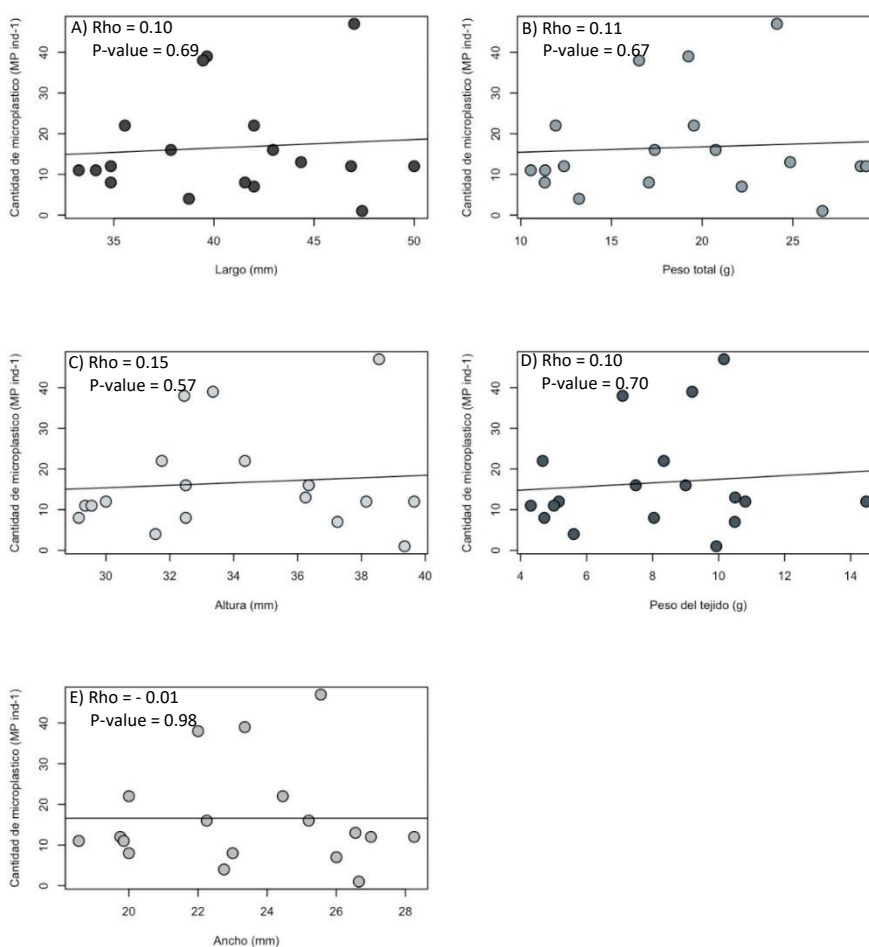 A) Rho = 0.10
P-value = 0.69
Cantidad de microplastico (MP ind-1)
0 10 20 30 40
35 40 45 50
Largo (mm)
B) Rho = 0.11
P-value = 0.67
Cantidad de microplastico (MP ind-1)
0 10 20 30 40
10 15 20 25
Peso total (g)
C) Rho = 0.15
P-value = 0.57
Cantidad de microplastico (MP ind-1)
0 10 20 30 40
30 32 34 36 38 40
Altura (mm)
D) Rho = 0.10
P-value = 0.70
Cantidad de microplastico (MP ind-1)
0 10 20 30 40
4 6 8 10 12 14
Peso del tejido (g)
E) Rho = - 0.01
P-value = 0.98
Cantidad de microplastico (MP ind-1)
0 10 20 30 40
20 22 24 26 28
Ancho (mm)